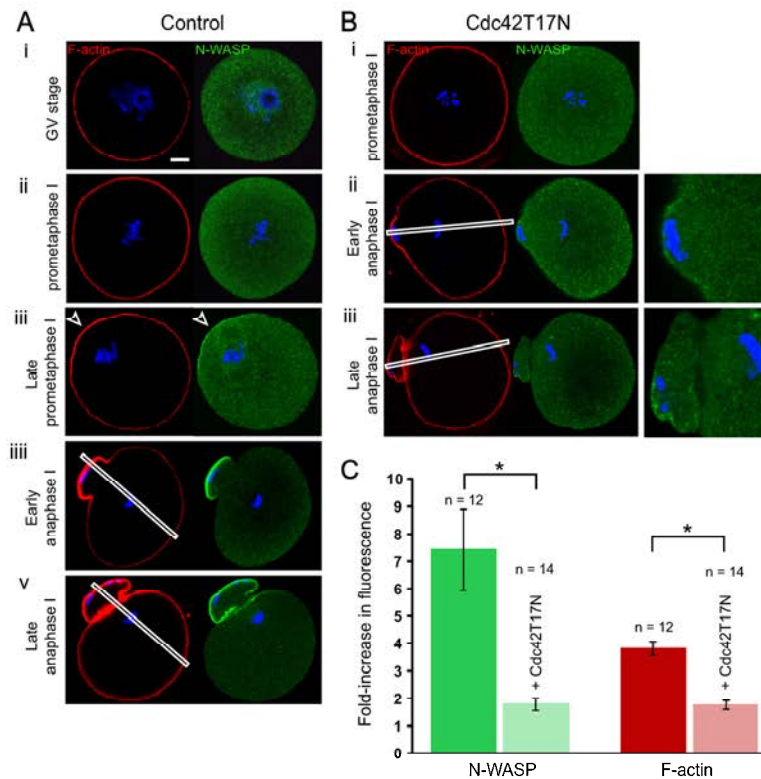 A
Control
i
F-actin
N-WASP
GV stage
ii
prometaphase I
iii
Late
prometaphase I
iiii
Early
anaphase I
v
Late
anaphase I
B
Cdc42T17N
i
F-actin
N-WASP
prometaphase I
ii
Early
anaphase I
iii
Late
anaphase I
C
Fold-increase in fluorescence
10
9
8
7
6
5
4
3
2
1
0
*
n = 12
n = 14
+ Cdc42T17N
*
n = 12
n = 14
+ Cdc42T17N
N-WASP
F-actin